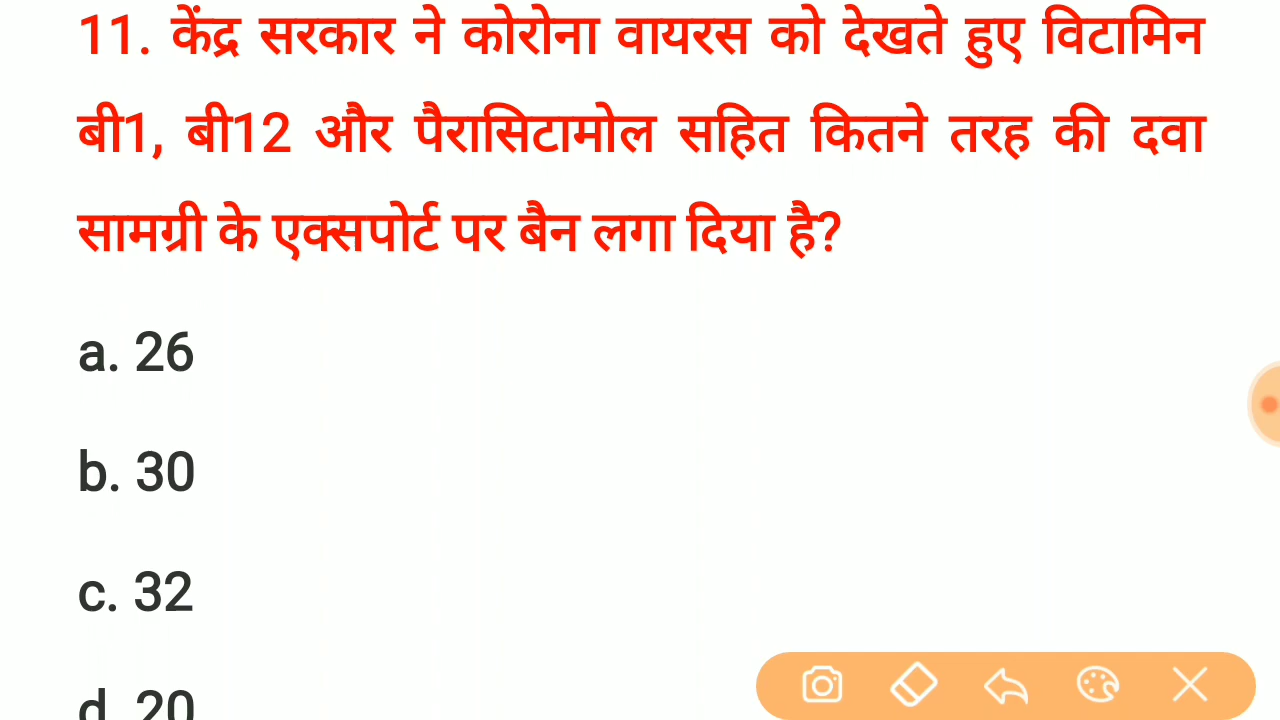 11. केंद्र सरकार ने कोरोना वायरस को देखते हुए विटामिन
बी1, बी12 और पैरासिटामोल सहित कितने तरह की दवा
सामग्री के एक्सपोर्ट पर बैन लगा दिया है?
a. 26
b. 30
c. 32
d. 20